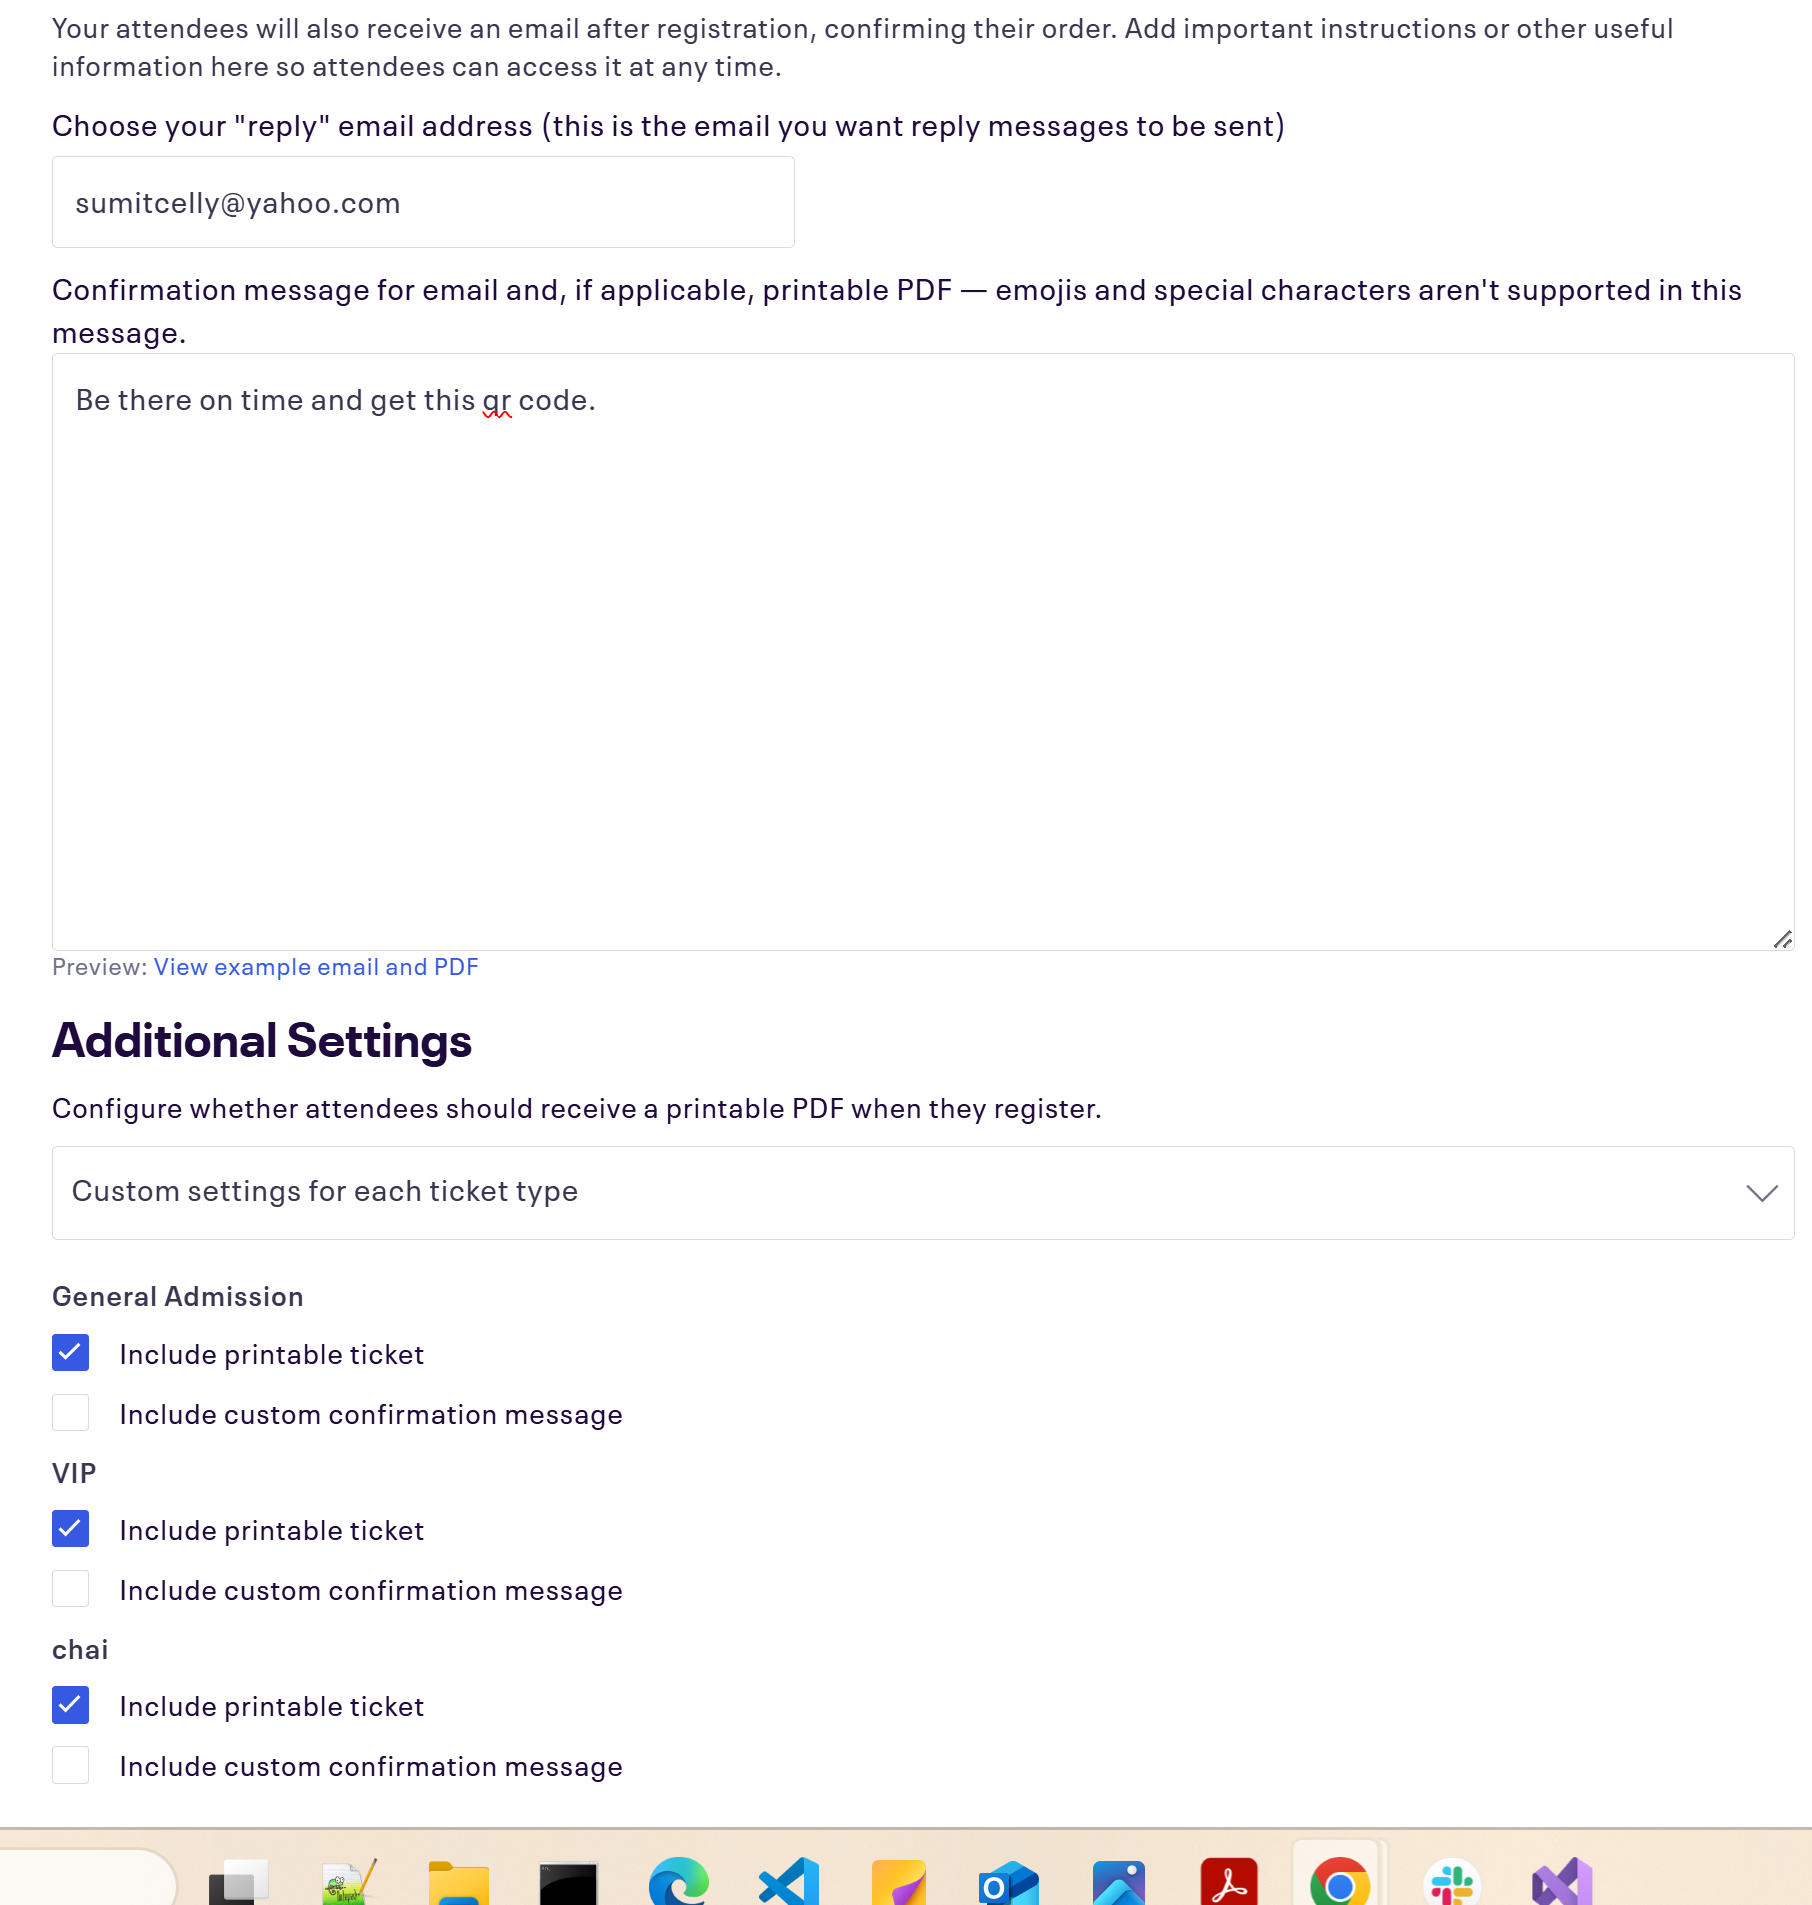 Your attendees will also receive an email after registration, confirming their order. Add important instructions or other useful
information here so attendees can access it at any time.
Choose your "reply" email address (this is the email you want reply messages to be sent)
sumitcelly@yahoo.com
Confirmation message for email and, if applicable, printable PDF — emojis and special characters aren't supported in this
message.
Be there on time and get this qr code.
Preview: View example email and PDF
Additional Settings
Configure whether attendees should receive a printable PDF when they register.
Custom settings for each ticket type
General Admission
Include printable ticket
Include custom confirmation message
VIP
Include printable ticket
Include custom confirmation message
chai
Include printable ticket
Include custom confirmation message